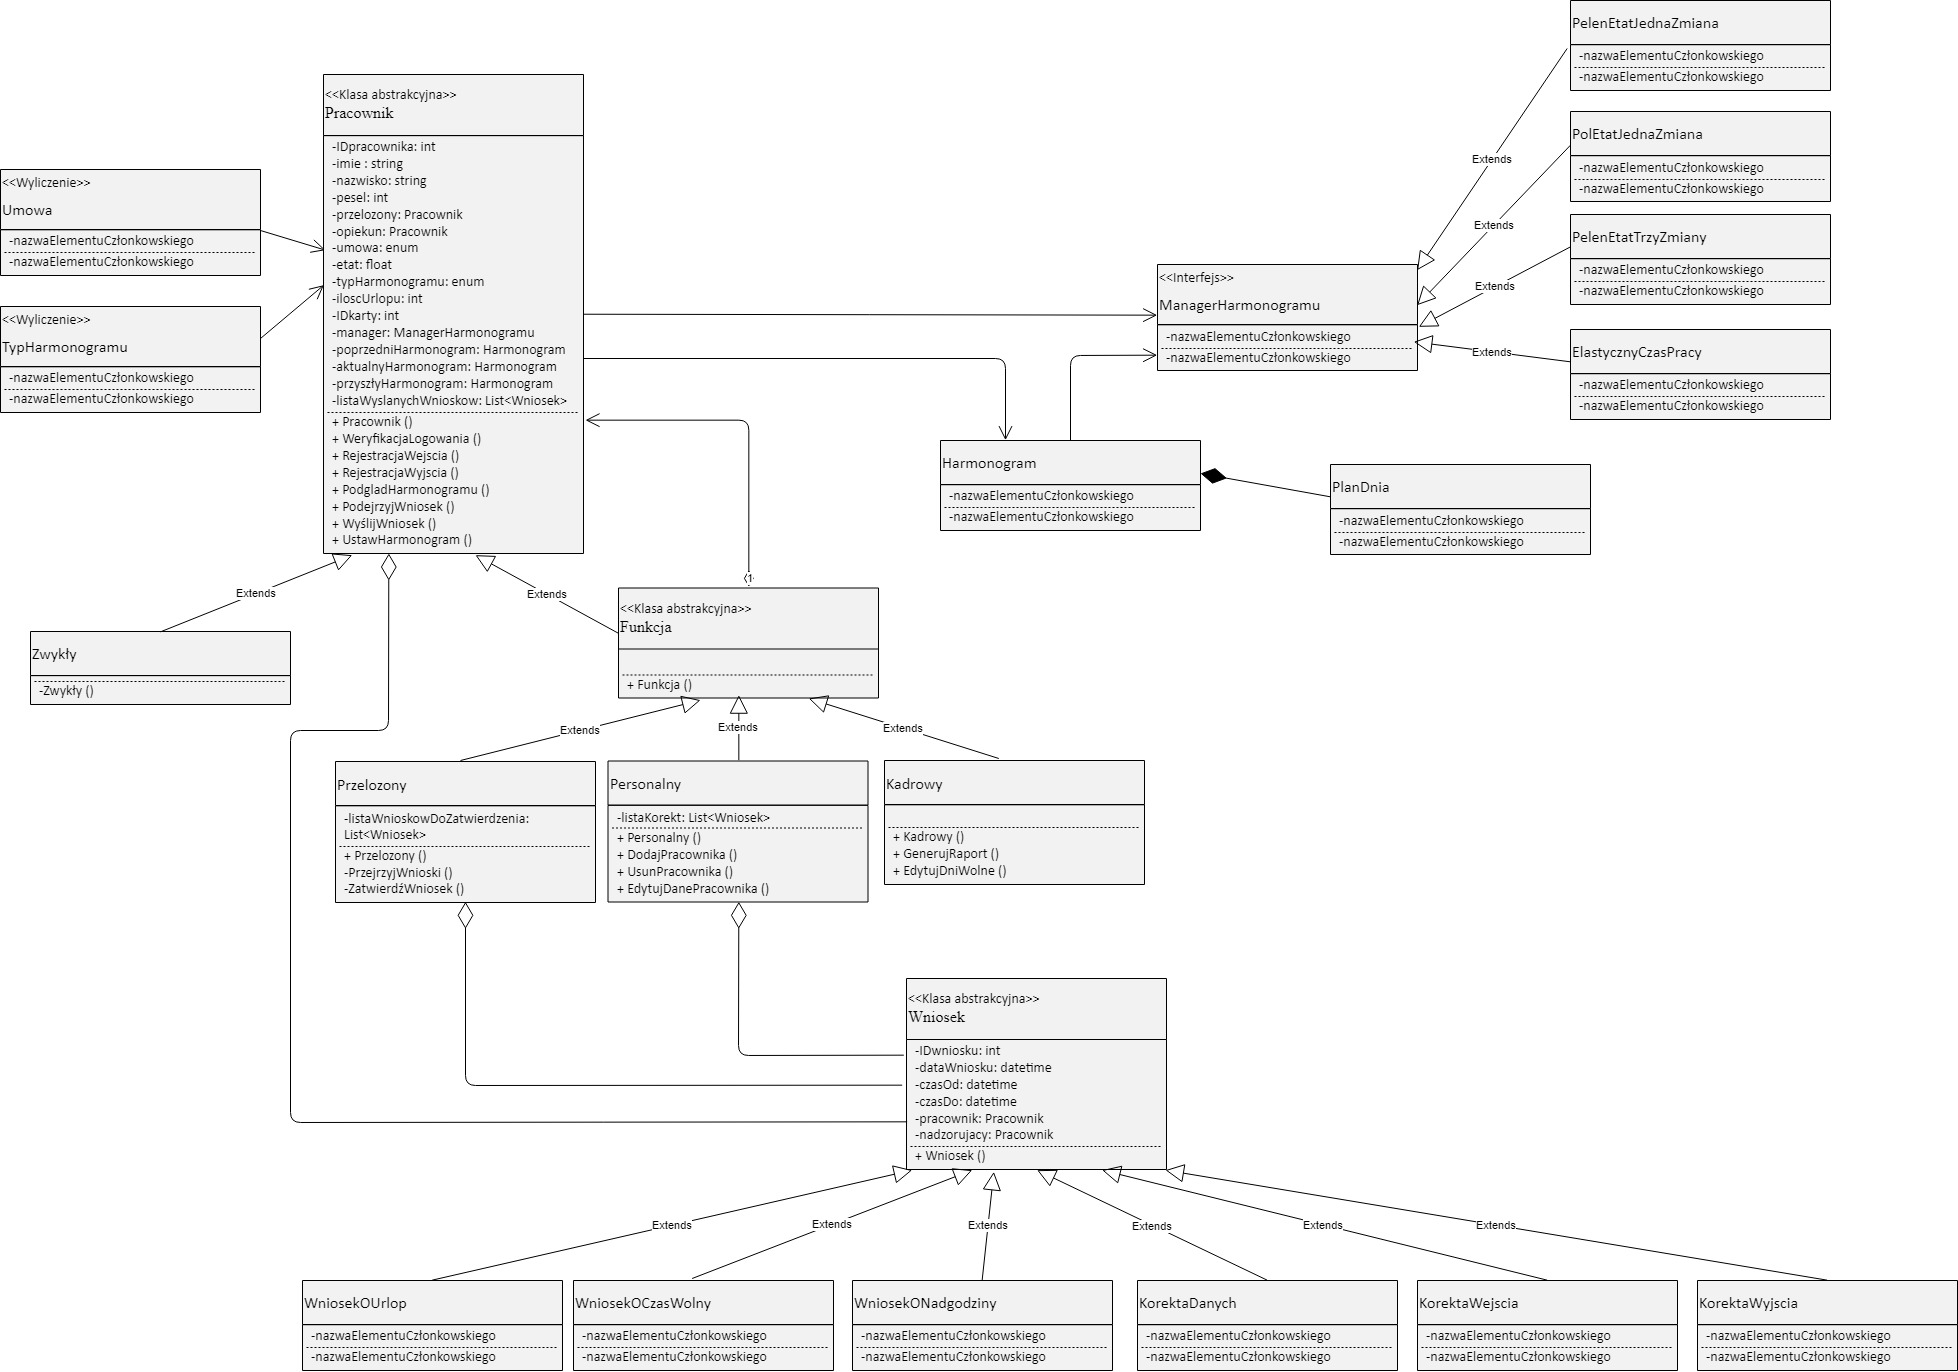 PelenEtatJednaZmiana
-nazwaElementuCzłonkowskiego
-nazwaElementuCzłonkowskiego
<<Klasa abstrakcyjna>>
Pracownik
-IDpracownika: int
-imie : string
-nazwisko: string
-pesel: int
-przelozony: Pracownik
-opiekun: Pracownik
-umowa: enum
-etat: float
-typHarmonogramu: enum
-iloscUrlopu: int
-IDkarty: int
-manager: ManagerHarmonogramu
-poprzedniHarmonogram: Harmonogram
-aktualnyHarmonogram: Harmonogram
-przyszłyHarmonogram: Harmonogram
-listaWyslanychWnioskow: List<Wniosek>
+ Pracownik ()
+ WeryfikacjaLogowania ()
+ RejestracjaWejscia ()
+ RejestracjaWyjscia ()
+ PodgladHarmonogramu ()
+ PodejrzyjWniosek ()
+ WyślijWniosek ()
+ UstawHarmonogram ()
PolEtatJednaZmiana
-nazwaElementuCzłonkowskiego
-nazwaElementuCzłonkowskiego
Extends
<<Wyliczenie>>
Umowa
-nazwaElementuCzłonkowskiego
-nazwaElementuCzłonkowskiego
Extends
PelenEtatTrzyZmiany
-nazwaElementuCzłonkowskiego
-nazwaElementuCzłonkowskiego
<<Interfejs>>
ManagerHarmonogramu
-nazwaElementuCzłonkowskiego
-nazwaElementuCzłonkowskiego
Extends
<<Wyliczenie>>
TypHarmonogramu
-nazwaElementuCzłonkowskiego
-nazwaElementuCzłonkowskiego
Extends
ElastycznyCzasPracy
-nazwaElementuCzłonkowskiego
-nazwaElementuCzłonkowskiego
Harmonogram
-nazwaElementuCzłonkowskiego
-nazwaElementuCzłonkowskiego
PlanDnia
-nazwaElementuCzłonkowskiego
-nazwaElementuCzłonkowskiego
1
Extends
Extends
<<Klasa abstrakcyjna>>
Funkcja
+ Funkcja ()
Zwykły
-Zwykły ()
Extends
Extends
Extends
Przelozony
-listaWnioskowDoZatwierdzenia:
List<Wniosek>
+ Przelozony ()
-PrzejrzyjWnioski ()
-ZatwierdźWniosek ()
Personalny
-listaKorekt: List<Wniosek>
+ Personalny ()
+ DodajPracownika ()
+ UsunPracownika ()
+ EdytujDanePracownika ()
Kadrowy
+ Kadrowy ()
+ GenerujRaport ()
+ EdytujDniWolne ()
<<Klasa abstrakcyjna>>
Wniosek
-IDwniosku: int
-dataWniosku: datetime
-czasOd: datetime
-czasDo: datetime
-pracownik: Pracownik
-nadzorujacy: Pracownik
+ Wniosek ()
Extends
Extends
Extends
Extends
Extends
Extends
WniosekOUrlop
-nazwaElementuCzłonkowskiego
-nazwaElementuCzłonkowskiego
WniosekOCzasWolny
-nazwaElementuCzłonkowskiego
-nazwaElementuCzłonkowskiego
WniosekONadgodziny
-nazwaElementuCzłonkowskiego
-nazwaElementuCzłonkowskiego
KorektaDanych
-nazwaElementuCzłonkowskiego
-nazwaElementuCzłonkowskiego
KorektaWejscia
-nazwaElementuCzłonkowskiego
-nazwaElementuCzłonkowskiego
KorektaWyjscia
-nazwaElementuCzłonkowskiego
-nazwaElementuCzłonkowskiego